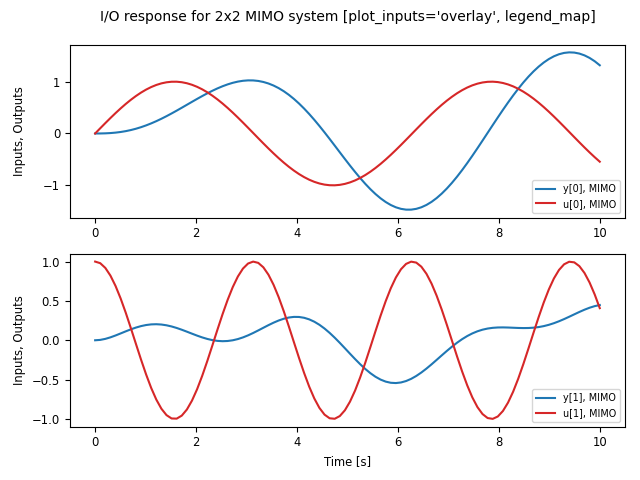 I/O response for 2x2 MIMO system [plot_inputs='overlay', legend_map]
Inputs, Outputs
1
0
−1
y[0], MIMO
u[0], MIMO
0 2 4 6 8 10
Inputs, Outputs
1.0
0.5
0.0
−0.5
−1.0
y[1], MIMO
u[1], MIMO
0 2 4 6 8 10
Time [s]